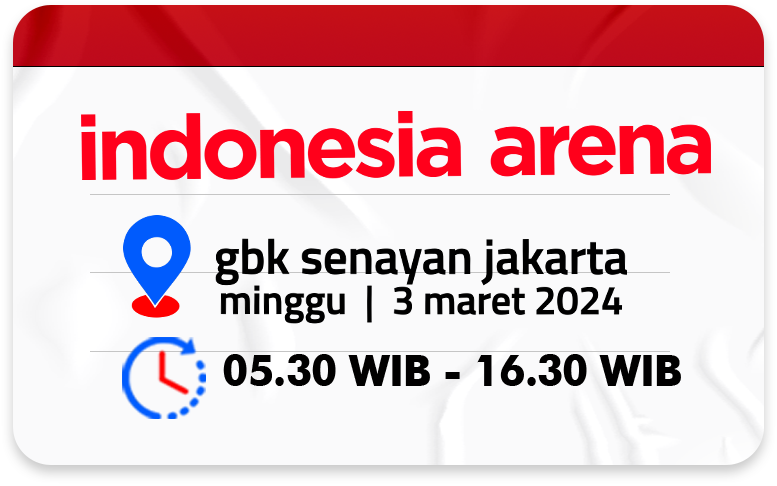 indonesia arena
gbk senayan jakarta
minggu | 3 maret 2024
05.30 WIB - 16.30 WIB